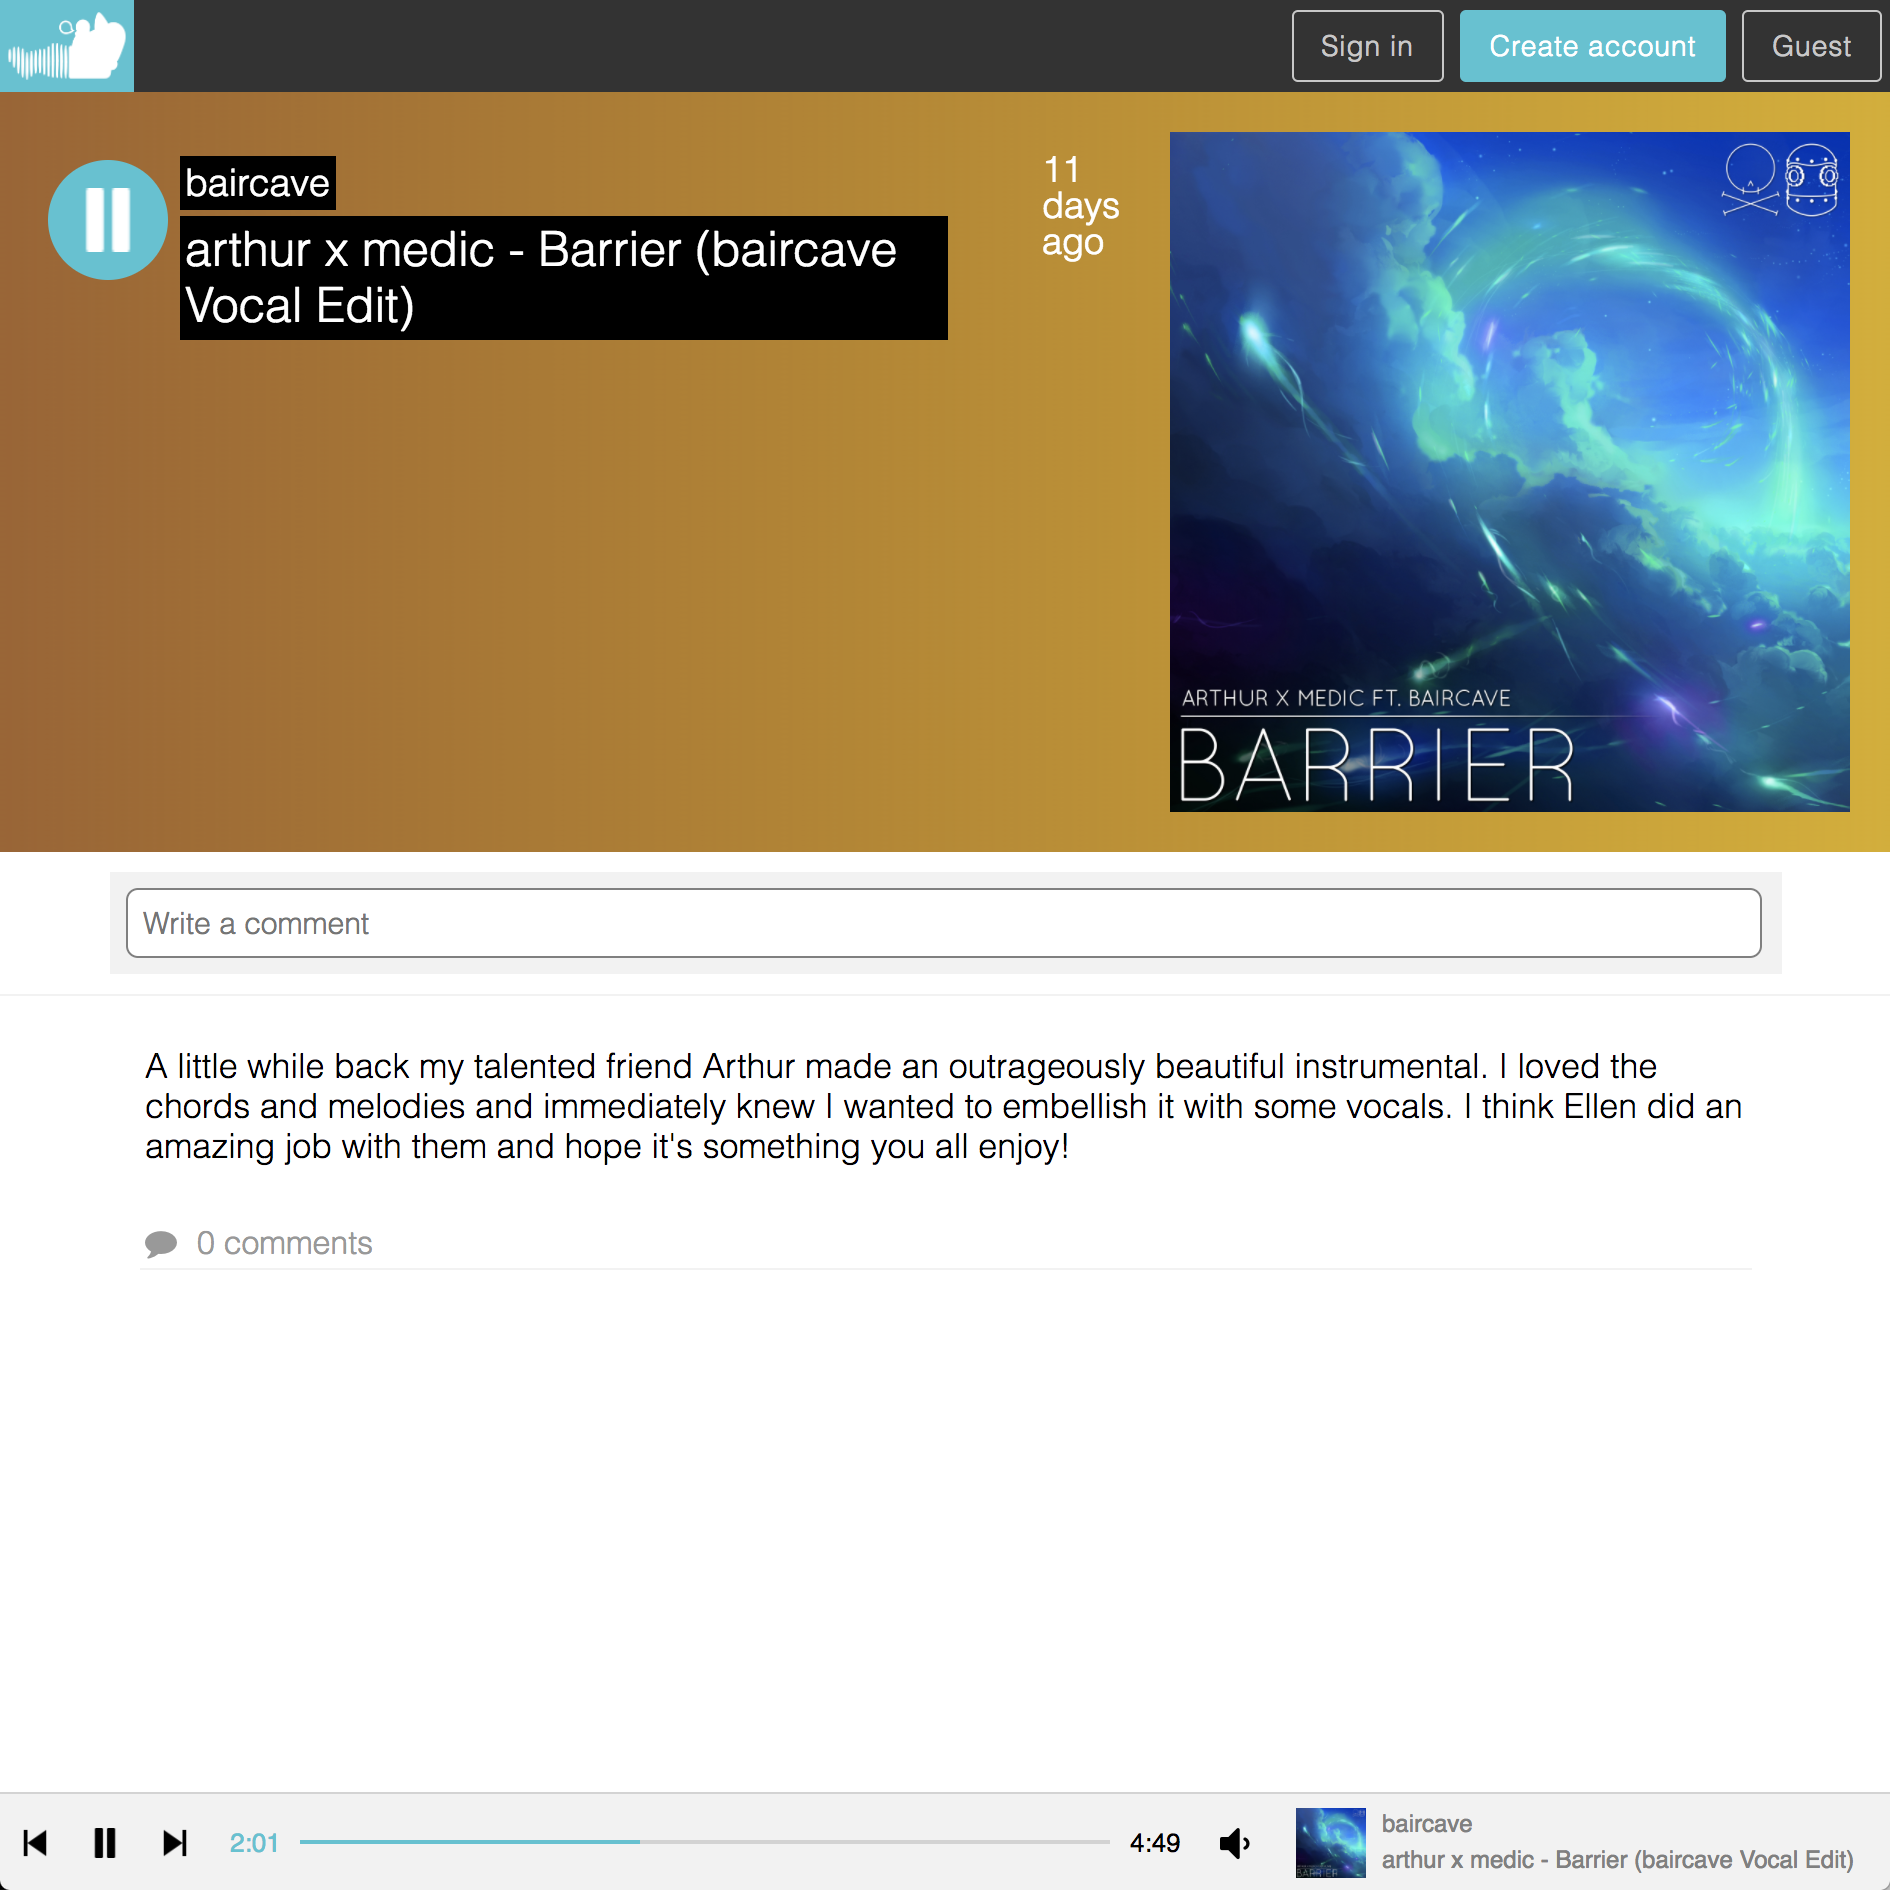 Sign in
Create account
Guest
baircave
arthur x medic - Barrier (baircave
Vocal Edit)
11
days
ago
ARTHUR X MEDIC FT. BAIRCAVE
BARRIER
Write a comment
A little while back my talented friend Arthur made an outrageously beautiful instrumental. I loved the
chords and melodies and immediately knew I wanted to embellish it with some vocals. I think Ellen did an
amazing job with them and hope it's something you all enjoy!
0 comments
2:01
4:49
BARRIER
baircave
arthur x medic - Barrier (baircave Vocal Edit)